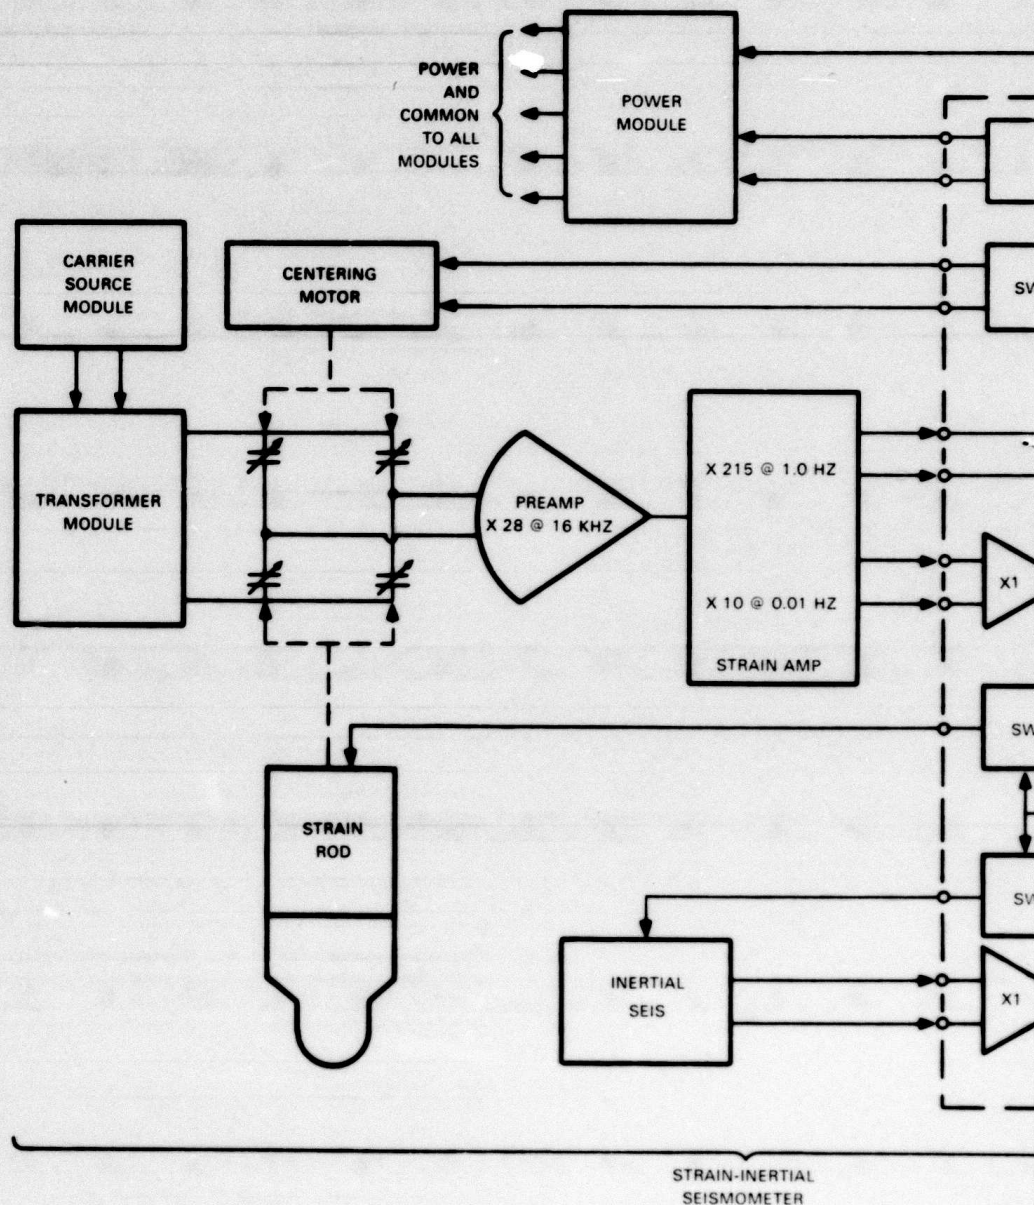 POWER
AND
COMMON
TO ALL
MODULES
POWER
MODULE
CARRIER
SOURCE
MODULE
CENTERING
MOTOR
SW
TRANSFORMER
MODULE
PREAMP
X 28 @ 16 KHZ
X 215 @ 1.0 HZ
X 10 @ 0.01 HZ
STRAIN AMP
X1
SW
STRAIN
ROD
SW
INERTIAL
SEIS
X1
STRAIN-INERTIAL
SEISMOMETER